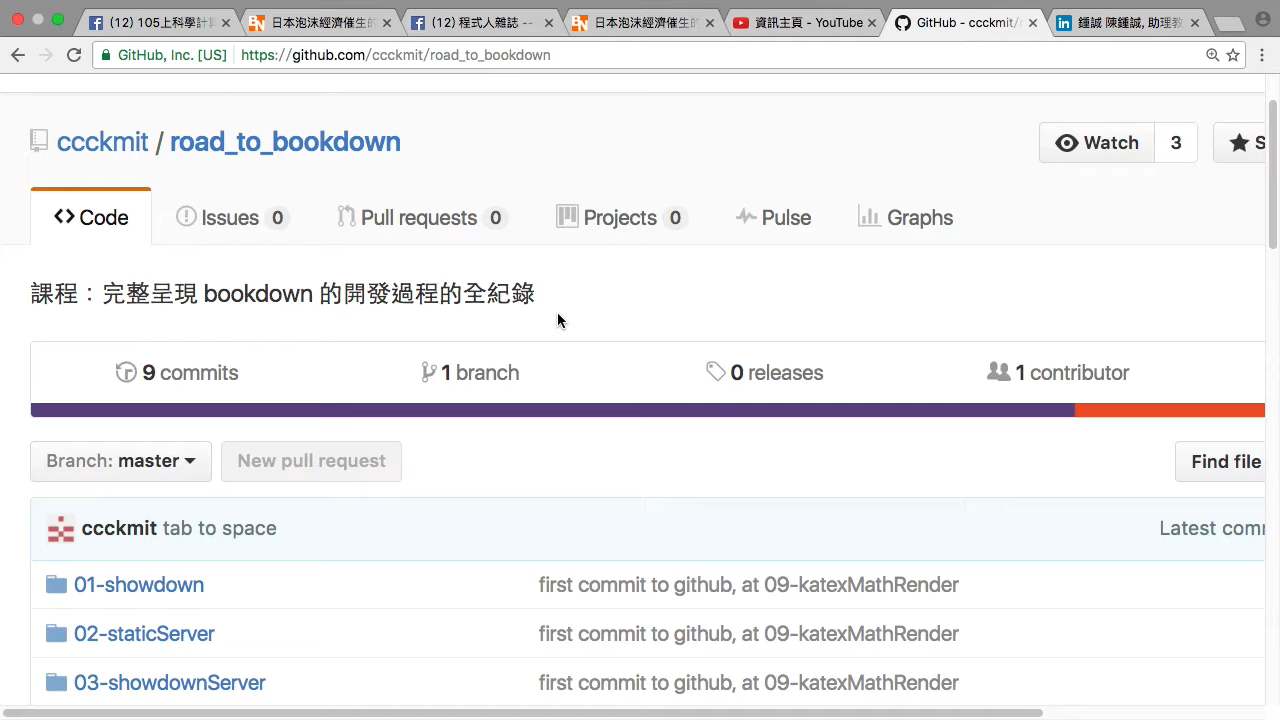 (12) 105上科學計算
日本泡沫經濟催生的
(12) 程式人雜誌 --
日本泡沫經濟催生的
資訊主頁 - YouTube
GitHub - ccckmit/r
鍾誠 陳鍾誠, 助理教
GitHub, Inc. [US] https://github.com/ccckmit/road_to_bookdown
ccckmit / road_to_bookdown
Watch 3
S
Code
Issues 0
Pull requests 0
Projects 0
Pulse
Graphs
課程：完整呈現 bookdown 的開發過程的全紀錄
9 commits
1 branch
0 releases
1 contributor
Branch: master
New pull request
Find file
ccckmit tab to space
Latest comm
01-showdown first commit to github, at 09-katexMathRender
02-staticServer first commit to github, at 09-katexMathRender
03-showdownServer first commit to github, at 09-katexMathRender